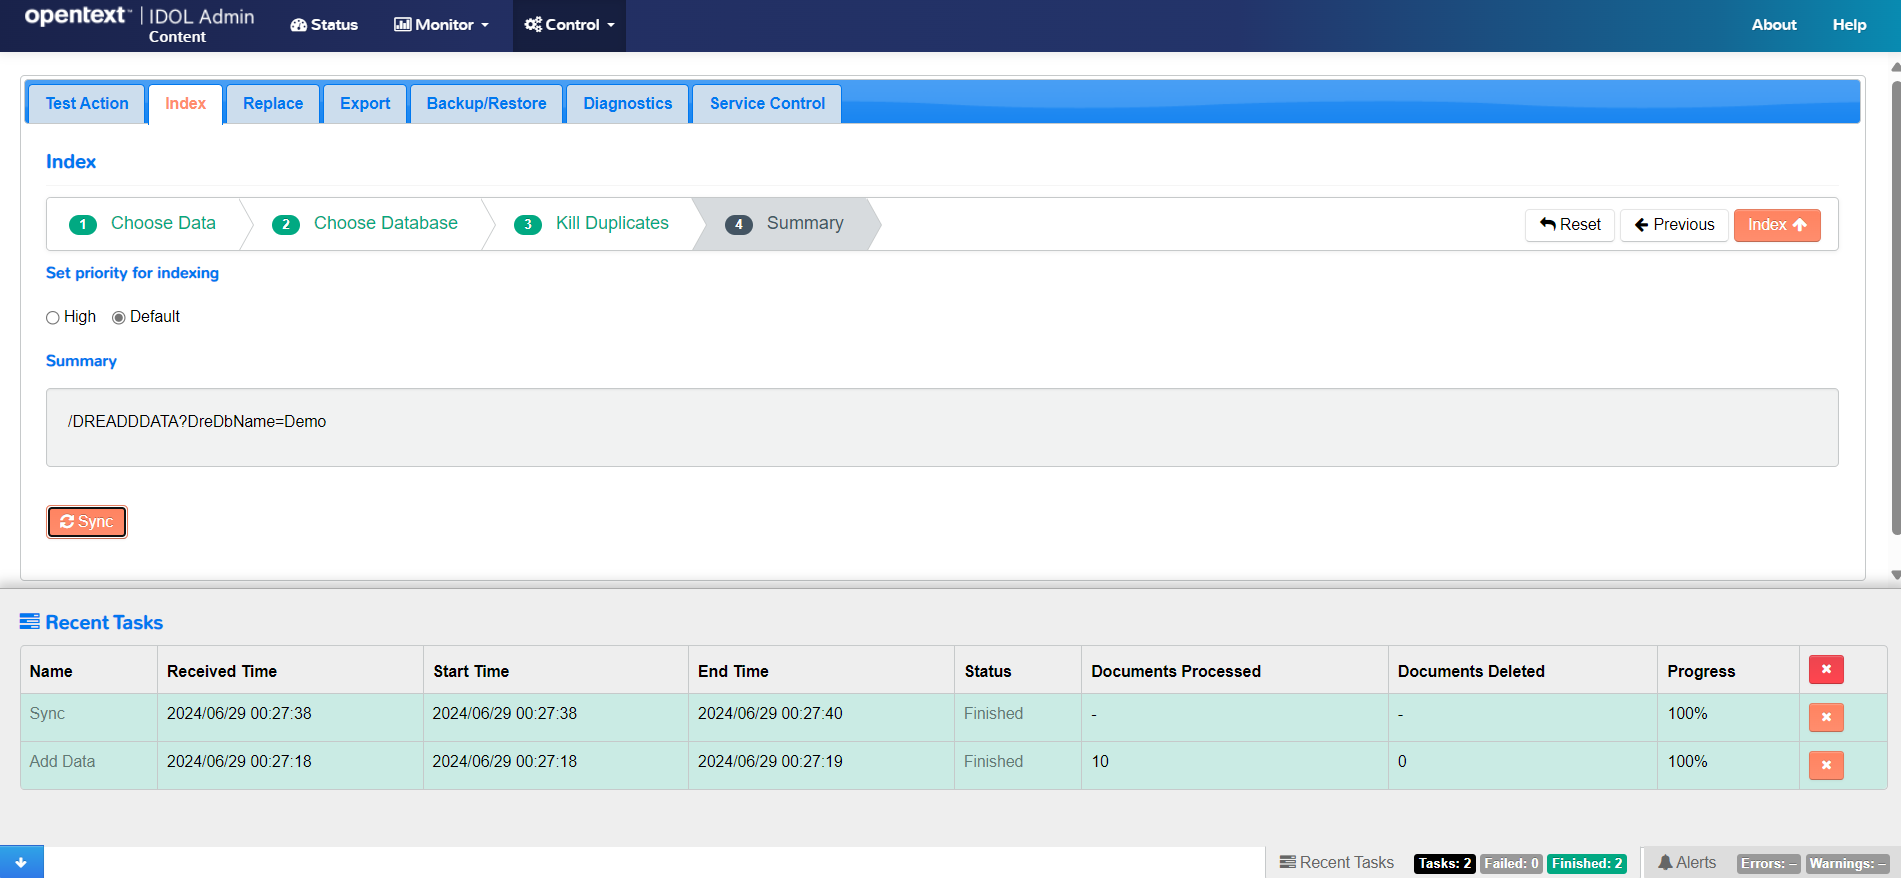 opentext™ | IDOL Admin
Content
Status
Monitor
Control
About
Help
Test Action
Index
Replace
Export
Backup/Restore
Diagnostics
Service Control
Index
1 Choose Data
2 Choose Database
3 Kill Duplicates
4 Summary
Reset
Previous
Index
Set priority for indexing
High
Default
Summary
/DREADDDATA?DreDbName=Demo
Sync
Recent Tasks
Name Received Time Start Time End Time Status Documents Processed Documents Deleted Progress
Sync 2024/06/29 00:27:38 2024/06/29 00:27:38 2024/06/29 00:27:40 Finished - - 100%
Add Data 2024/06/29 00:27:18 2024/06/29 00:27:18 2024/06/29 00:27:19 Finished 10 0 100%
Recent Tasks Tasks: 2 Failed: 0 Finished: 2 Alerts Errors: – Warnings: –